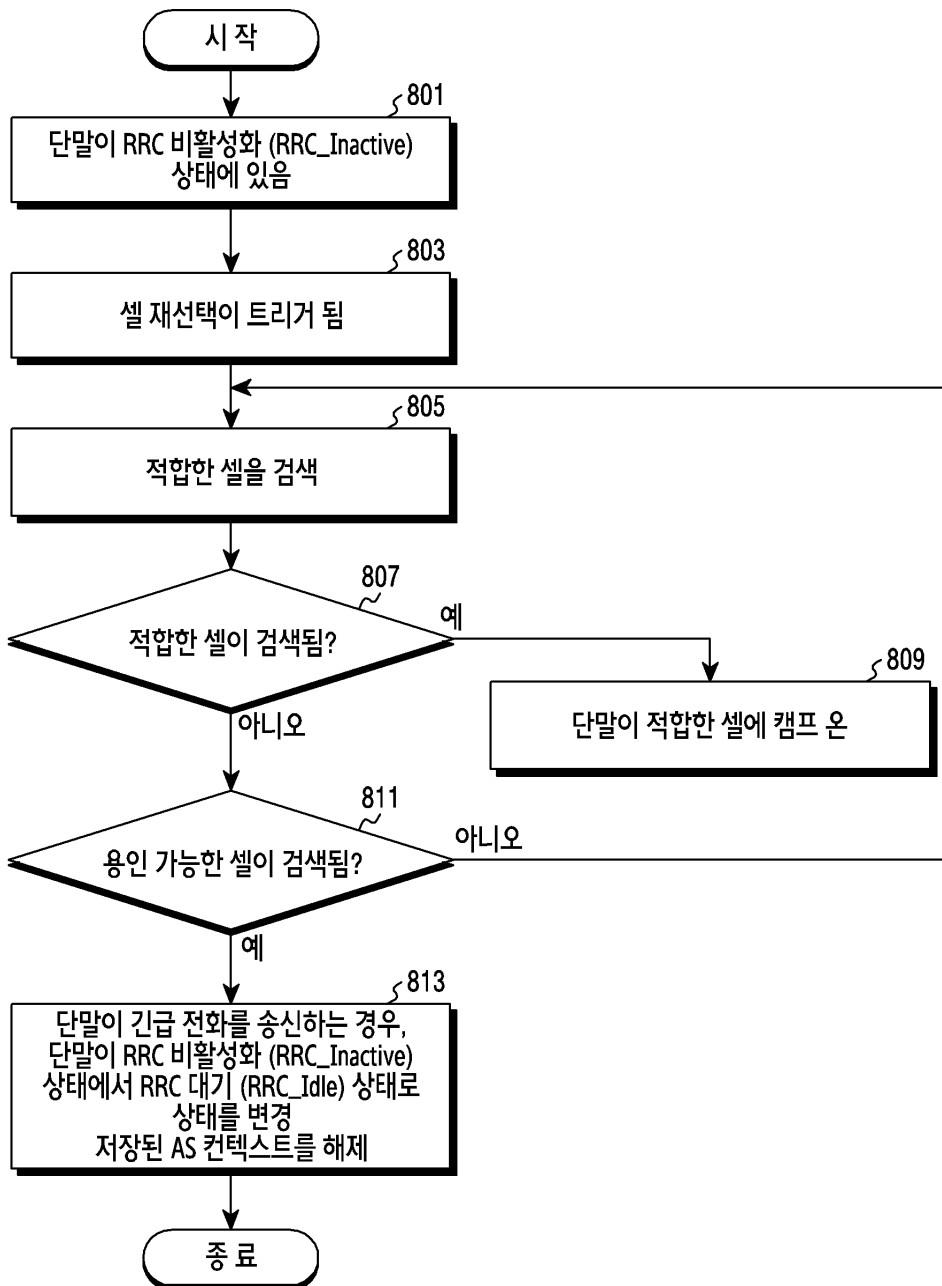 시 작
801
단말이 RRC 비활성화 (RRC_Inactive)
상태에 있음
803
셀 재선택이 트리거 됨
805
적합한 셀을 검색
807
적합한 셀이 검색됨?
예
809
단말이 적합한 셀에 캠프 온
아니오
811
용인 가능한 셀이 검색됨?
아니오
예
813
단말이 긴급 전화를 송신하는 경우,
단말이 RRC 비활성화 (RRC_Inactive)
상태에서 RRC 대기 (RRC_Idle) 상태로
상태를 변경
저장된 AS 컨텍스트를 해제
종 료